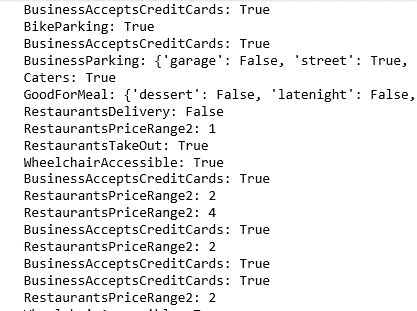 BusinessAcceptsCreditCards: True
BikeParking: True
BusinessAcceptsCreditCards: True
BusinessParking: {'garage': False, 'street': True,
Caters: True
GoodForMeal: {'dessert': False, 'latenight': False,
RestaurantsDelivery: False
RestaurantsPriceRange2: 1
RestaurantsTakeOut: True
WheelchairAccessible: True
BusinessAcceptsCreditCards: True
RestaurantsPriceRange2: 2
RestaurantsPriceRange2: 4
BusinessAcceptsCreditCards: True
RestaurantsPriceRange2: 2
BusinessAcceptsCreditCards: True
BusinessAcceptsCreditCards: True
RestaurantsPriceRange2: 2